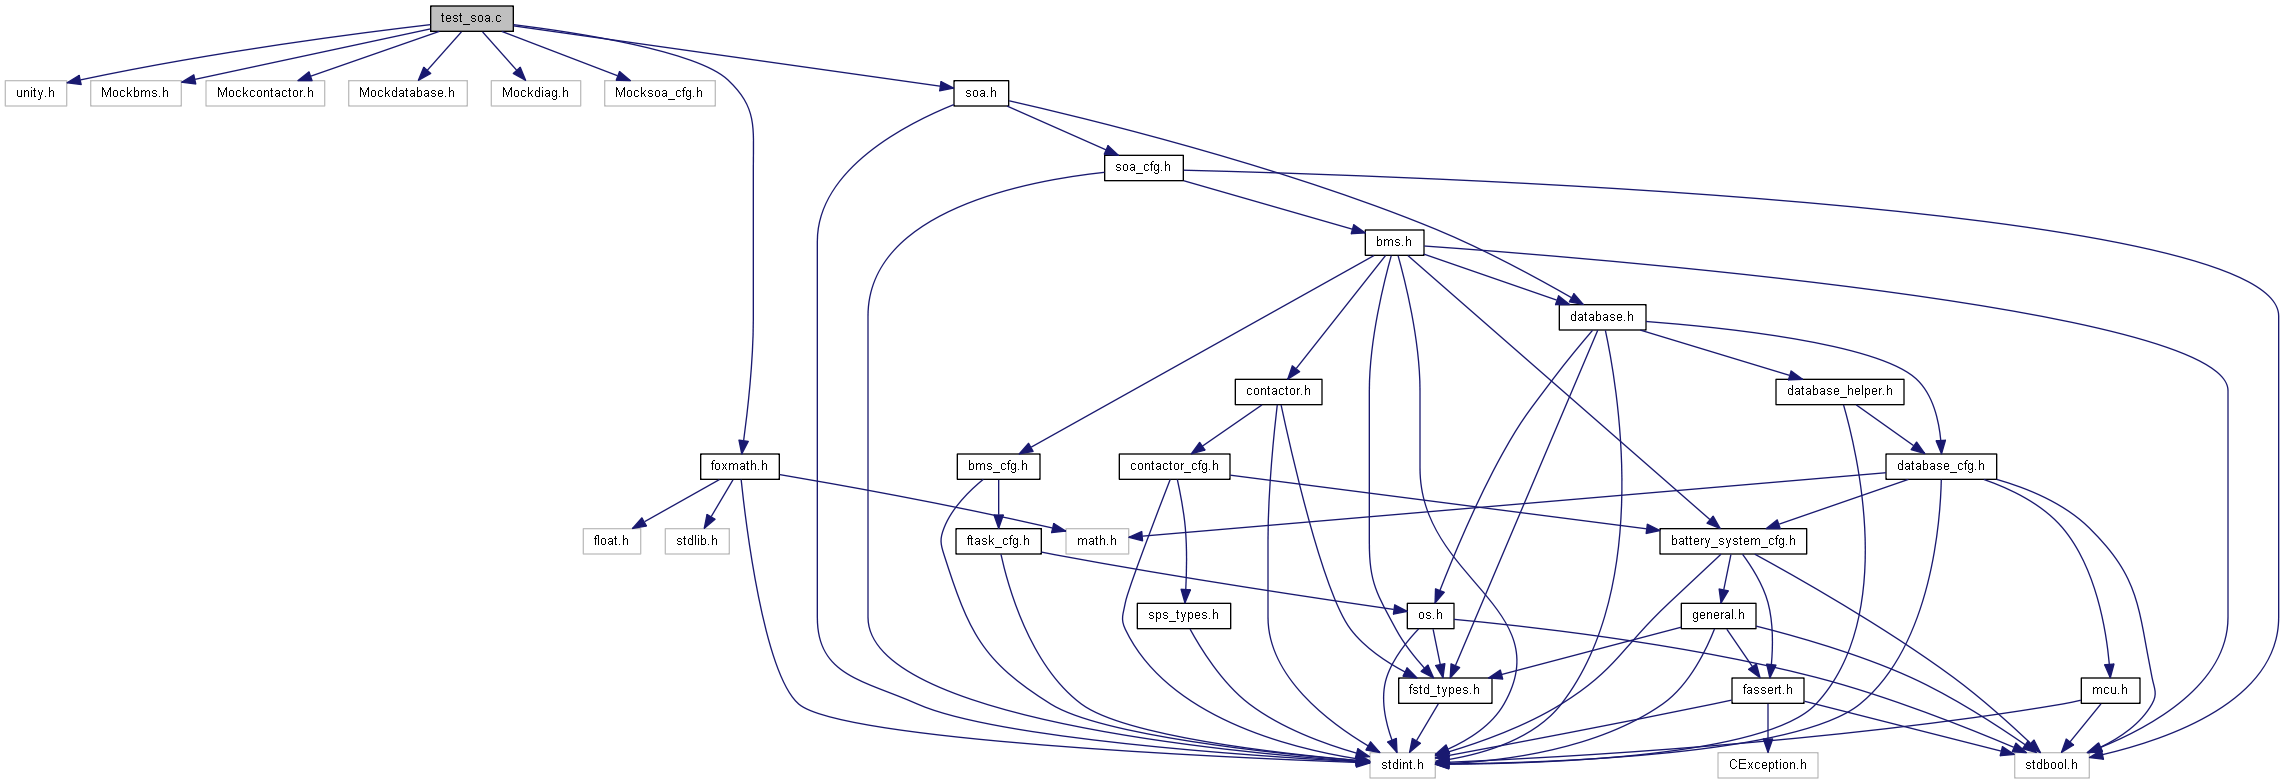 test_soa.c
unity.h
Mockbms.h
Mockcontactor.h
Mockdatabase.h
Mockdiag.h
Mocksoa_cfg.h
soa.h
soa_cfg.h
bms.h
database.h
contactor.h
database_helper.h
foxmath.h
bms_cfg.h
contactor_cfg.h
database_cfg.h
float.h
stdlib.h
ftask_cfg.h
math.h
battery_system_cfg.h
sps_types.h
os.h
general.h
fstd_types.h
fassert.h
mcu.h
stdint.h
CException.h
stdbool.h